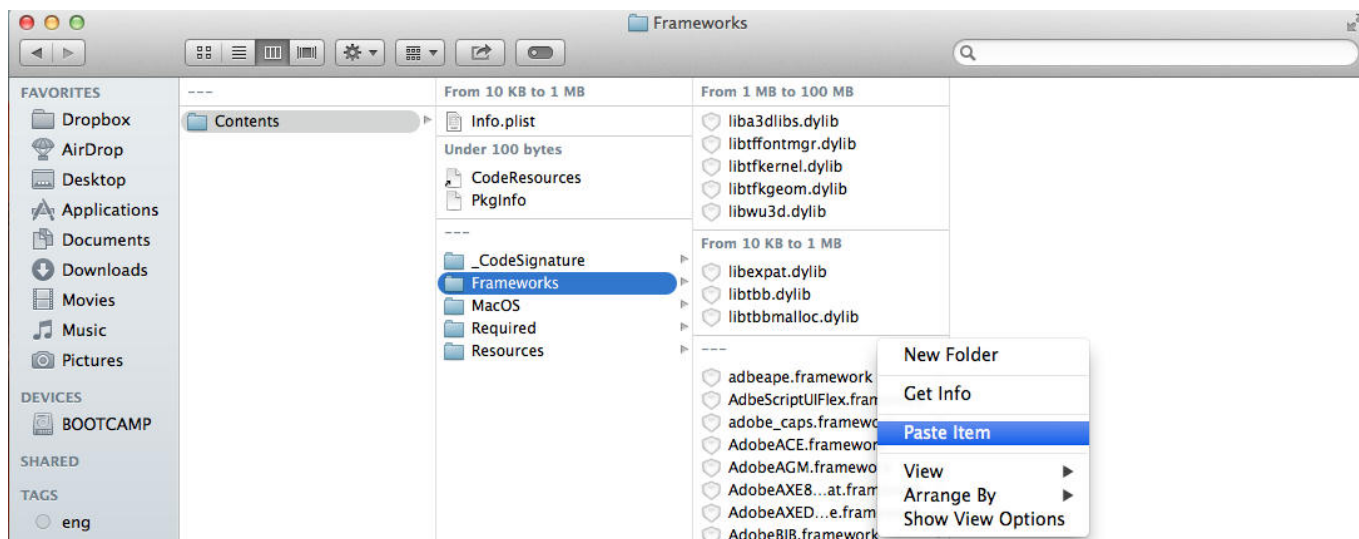 Frameworks
FAVORITES
Dropbox
AirDrop
Desktop
Applications
Documents
Downloads
Movies
Music
Pictures
DEVICES
BOOTCAMP
SHARED
TAGS
eng
---
Contents
From 10 KB to 1 MB
Info.plist
Under 100 bytes
CodeResources
PkgInfo
---
_CodeSignature
Frameworks
MacOS
Required
Resources
From 1 MB to 100 MB
liba3dlibs.dylib
libtffontmgr.dylib
libtfkernel.dylib
libtfkgeom.dylib
libwu3d.dylib
From 10 KB to 1 MB
libexpat.dylib
libtbb.dylib
libtbbmalloc.dylib
---
adbeape.framework
AdbeScriptUIFlex.fram
adobe_caps.framewo
AdobeACE.framewor
AdobeAGM.framewo
AdobeAXE8...at.fram
AdobeAXED...e.fram
AdobeBIB.framework
New Folder
Get Info
Paste Item
View
Arrange By
Show View Options